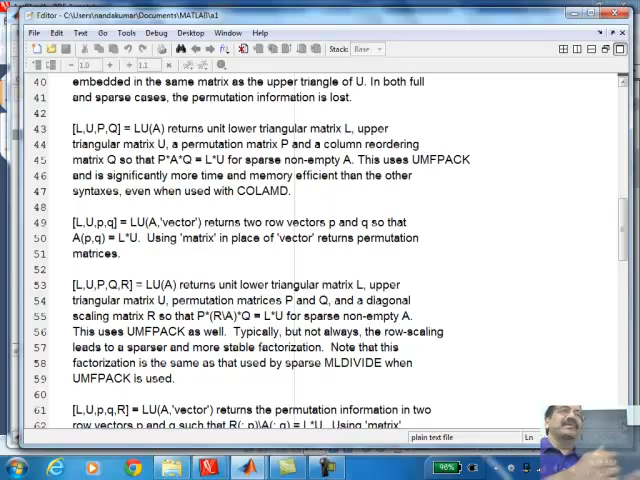 Editor - C:\Users\nandakumar\Documents\MATLAB\a1
File Edit Text Go Tools Debug Desktop Window Help
Stack: Base
1.0 1.1
40 embedded in the same matrix as the upper triangle of U. In both full
41 and sparse cases, the permutation information is lost.
42
43 [L,U,P,Q] = LU(A) returns unit lower triangular matrix L, upper
44 triangular matrix U, a permutation matrix P and a column reordering
45 matrix Q so that P*A*Q = L*U for sparse non-empty A. This uses UMFPACK
46 and is significantly more time and memory efficient than the other
47 syntaxes, even when used with COLAMD.
48
49 [L,U,p,q] = LU(A,'vector') returns two row vectors p and q so that
50 A(p,q) = L*U. Using 'matrix' in place of 'vector' returns permutation
51 matrices.
52
53 [L,U,P,Q,R] = LU(A) returns unit lower triangular matrix L, upper
54 triangular matrix U, permutation matrices P and Q, and a diagonal
55 scaling matrix R so that P*(R\A)*Q = L*U for sparse non-empty A.
56 This uses UMFPACK as well. Typically, but not always, the row-scaling
57 leads to a sparser and more stable factorization. Note that this
58 factorization is the same as that used by sparse MLDIVIDE when
59 UMFPACK is used.
60
61 [L,U,p,q,R] = LU(A,'vector') returns the permutation information in two
62 row vectors p and q such that R(:,p)\A(:,q) = L*U. Using 'matrix'
plain text file Ln
96%